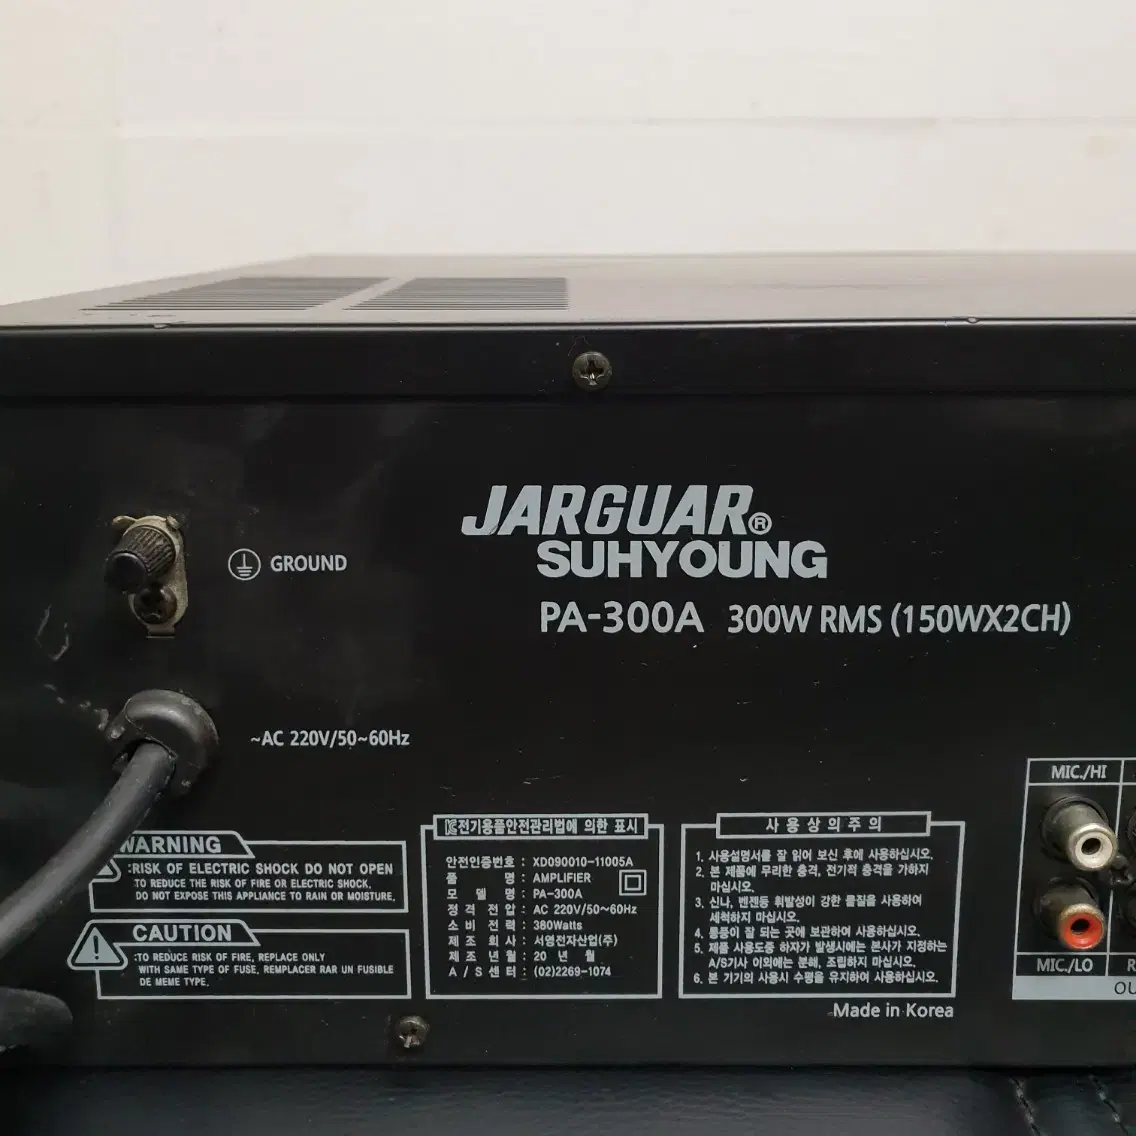 JARGUAR®
SUHYOUNG
PA-300A 300W RMS (150WX2CH)
GROUND
~AC 220V/50~60Hz
WARNING
:RISK OF ELECTRIC SHOCK DO NOT OPEN
TO REDUCE THE RISK OF FIRE OR ELECTRIC SHOCK,
DO NOT EXPOSE THIS APPLIANCE TO RAIN OR MOISTURE.
CAUTION
:TO REDUCE RISK OF FIRE, REPLACE ONLY
WITH SAME TYPE OF FUSE, REMPLACER RAR UN FUSIBLE
DE MEME TYPE.
전기용품안전관리법에 의한 표시
안전인증번호 : XD090010-11005A
품 명 : AMPLIFIER
모 델 명 : PA-300A
정 격 전 압 : AC 220V/50~60Hz
소 비 전 력 : 380Watts
제 조 회 사 : 서영전자산업(주)
제 조 년 월 : 20 년 월
A / S 센 터 : (02)2269-1074
사 용 상 의 주 의
1. 사용설명서를 잘 읽어 보신 후에 사용하십시오.
2. 본 제품에 무리한 충격, 전기적 충격을 가하지
마십시오.
3. 신나, 벤젠등 휘발성이 강한 물질을 사용하여
세척하지 마십시오.
4. 통풍이 잘 되는 곳에 보관하여 사용하십시오.
5. 제품 사용도중 하자가 발생시에는 본사가 지정하는
A/S기사 이외에는 분해, 조립하지 마십시오.
6. 본 기기의 사용시 수평을 유지하여 사용하십시오.
Made in Korea
MIC./HI
MIC./LO
R
OU